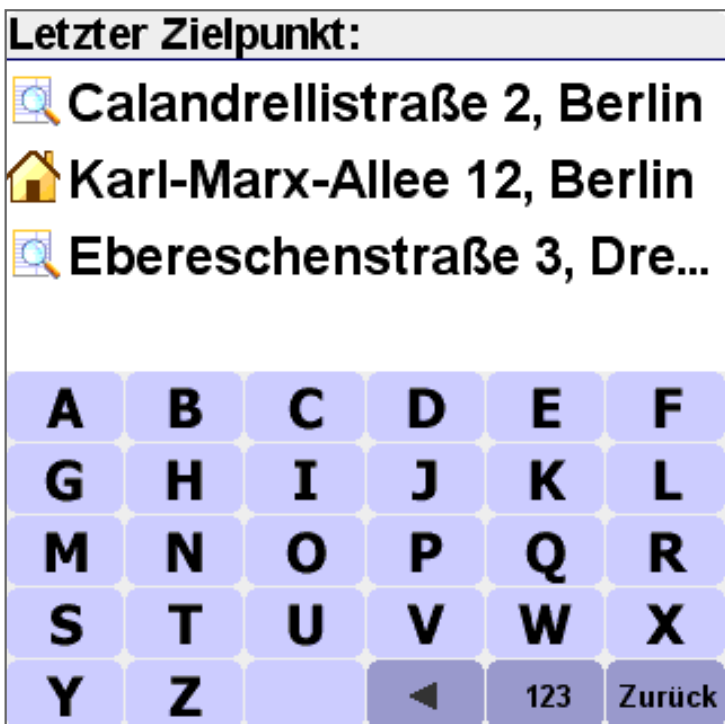 Letzter Zielpunkt:
Calandrellistraße 2, Berlin
Karl-Marx-Allee 12, Berlin
Ebereschenstraße 3, Dre...
A B C D E F
G H I J K L
M N O P Q R
S T U V W X
Y Z ◀ 123 Zurück